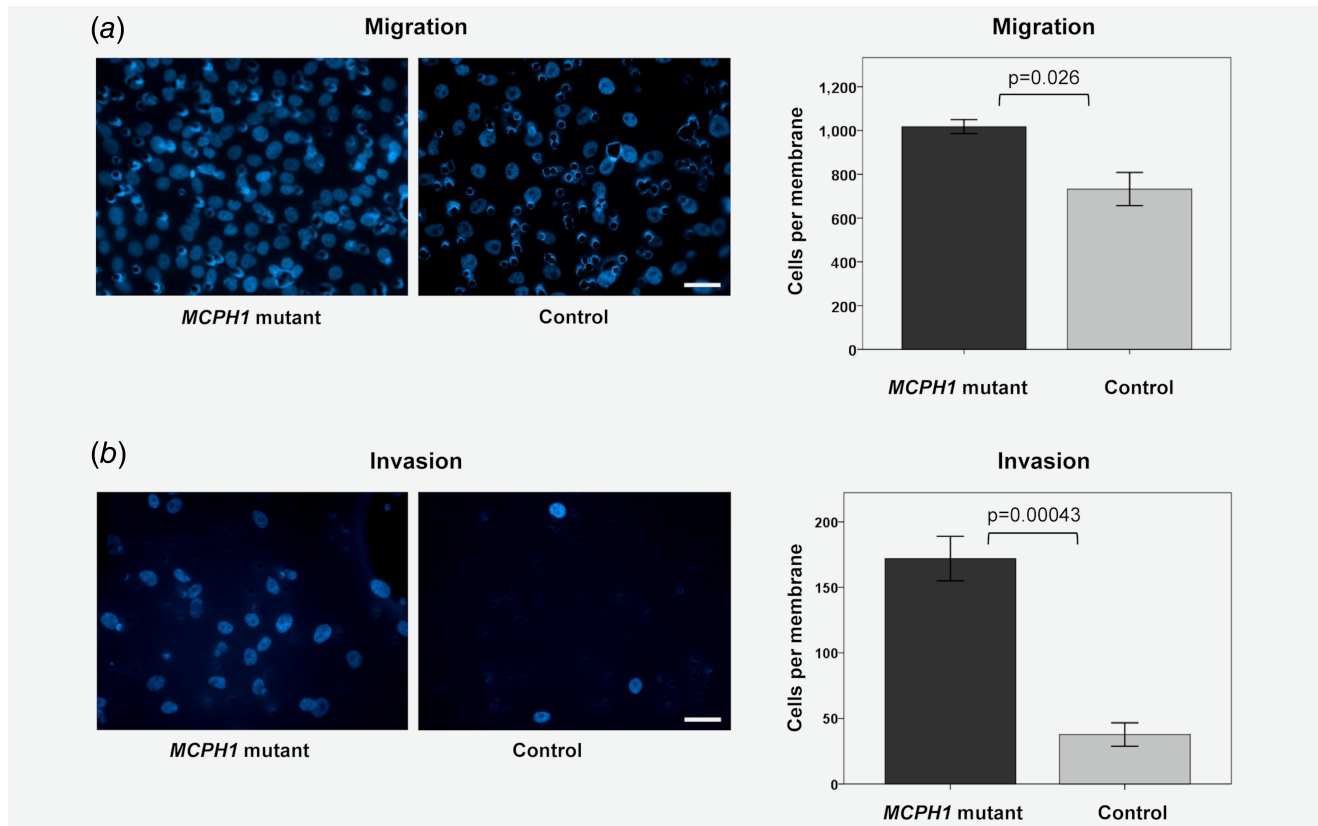 (a)
Migration
MCPH1 mutant
Control
Migration
Cells per membrane
1,200
1,000
800
600
400
200
0
p=0.026
MCPH1 mutant
Control
(b)
Invasion
MCPH1 mutant
Control
Invasion
Cells per membrane
200
150
100
50
0
p=0.00043
MCPH1 mutant
Control